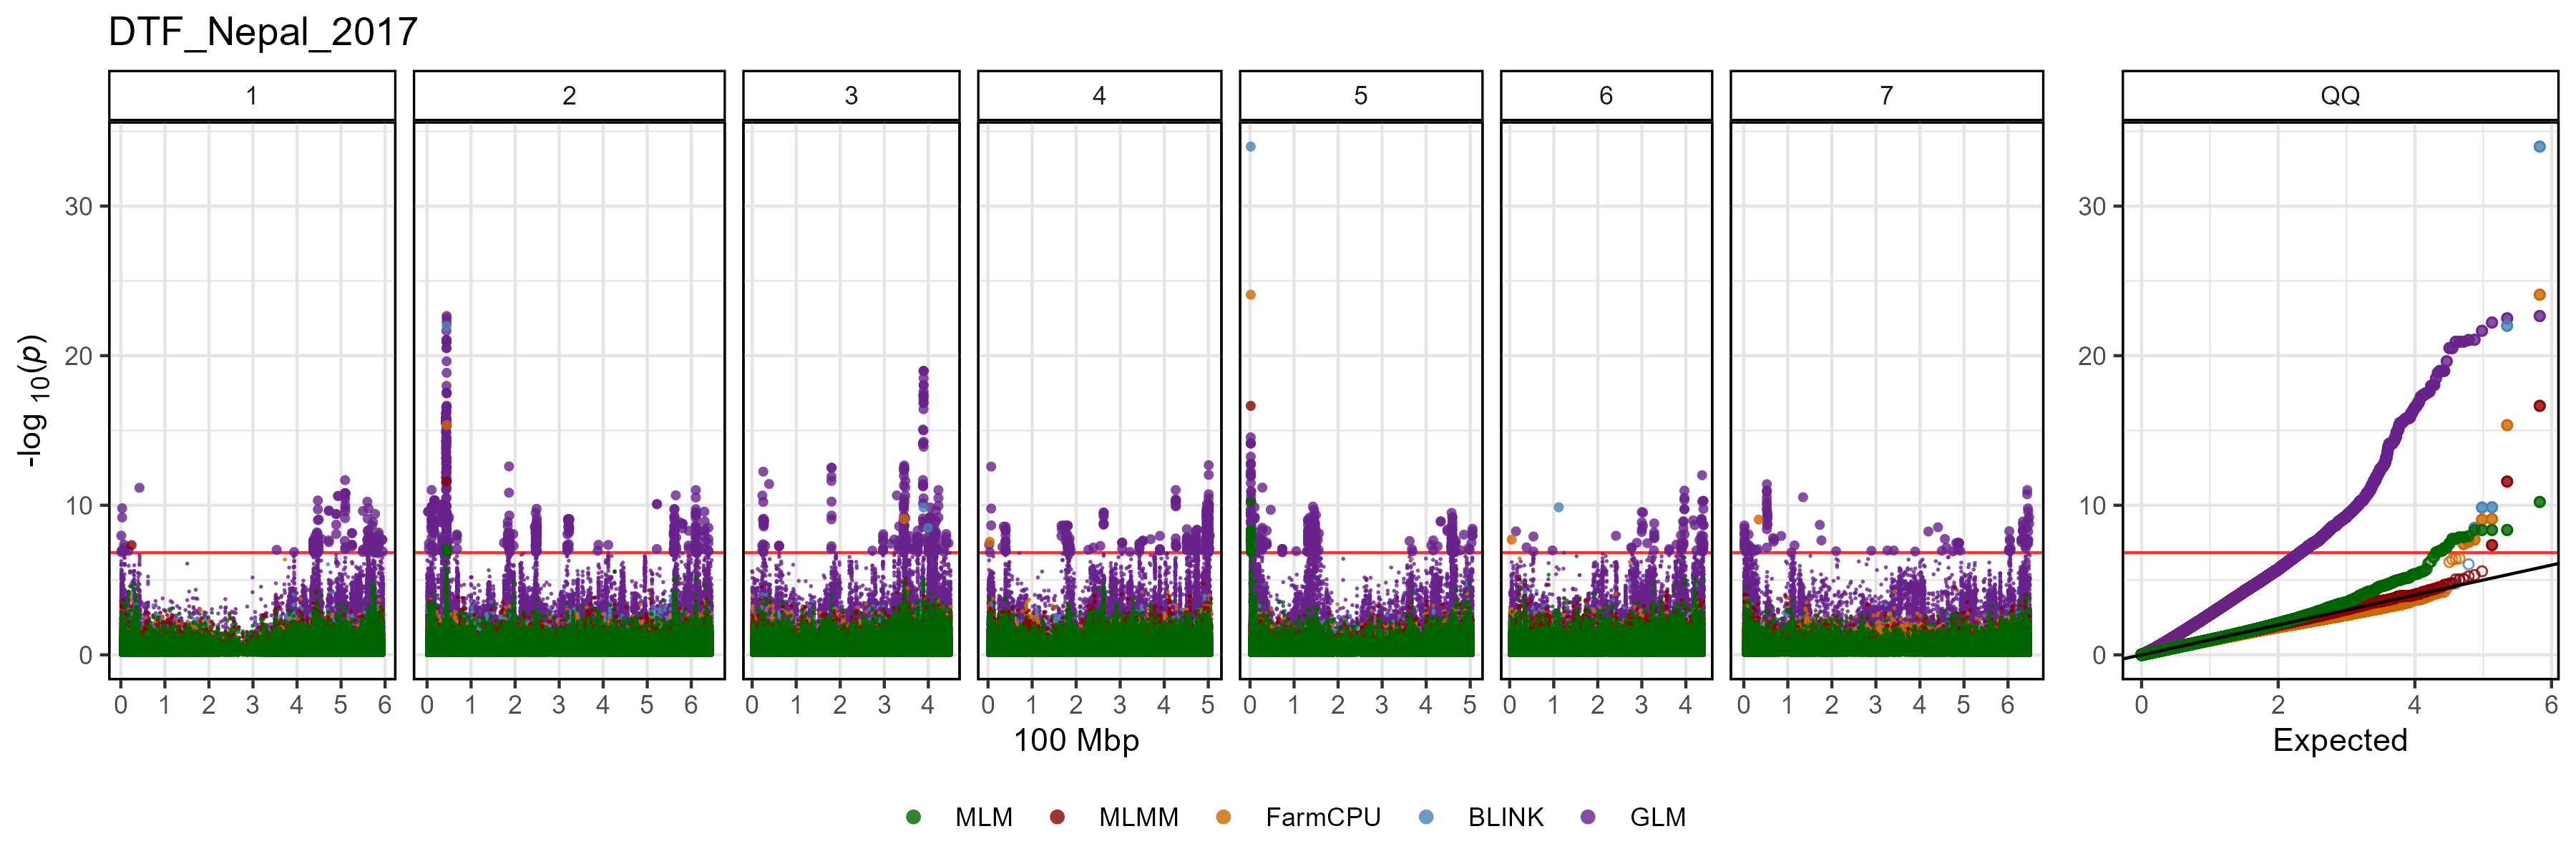 DTF_Nepal_2017
1 2 3 4 5 6 7 QQ
30 30
20 20
10 10
0 0
-log 10(p)
0 1 2 3 4 5 6 0 1 2 3 4 5 6 0 1 2 3 4 0 1 2 3 4 5 0 1 2 3 4 5 0 1 2 3 4 0 1 2 3 4 5 6 0 2 4 6
100 Mbp Expected
MLM MLMM FarmCPU BLINK GLM